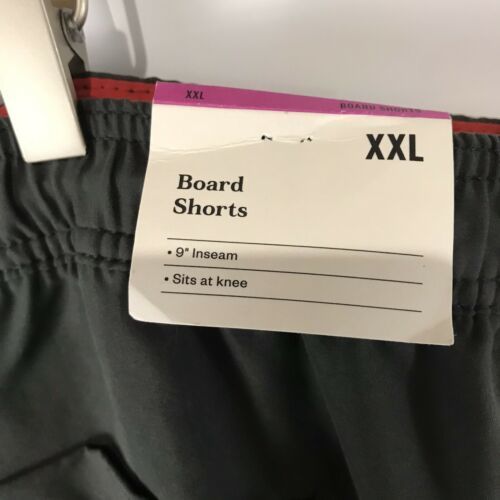 XXL
BOARD SHORTS
XXL
Board
Shorts
• 9" Inseam
• Sits at knee